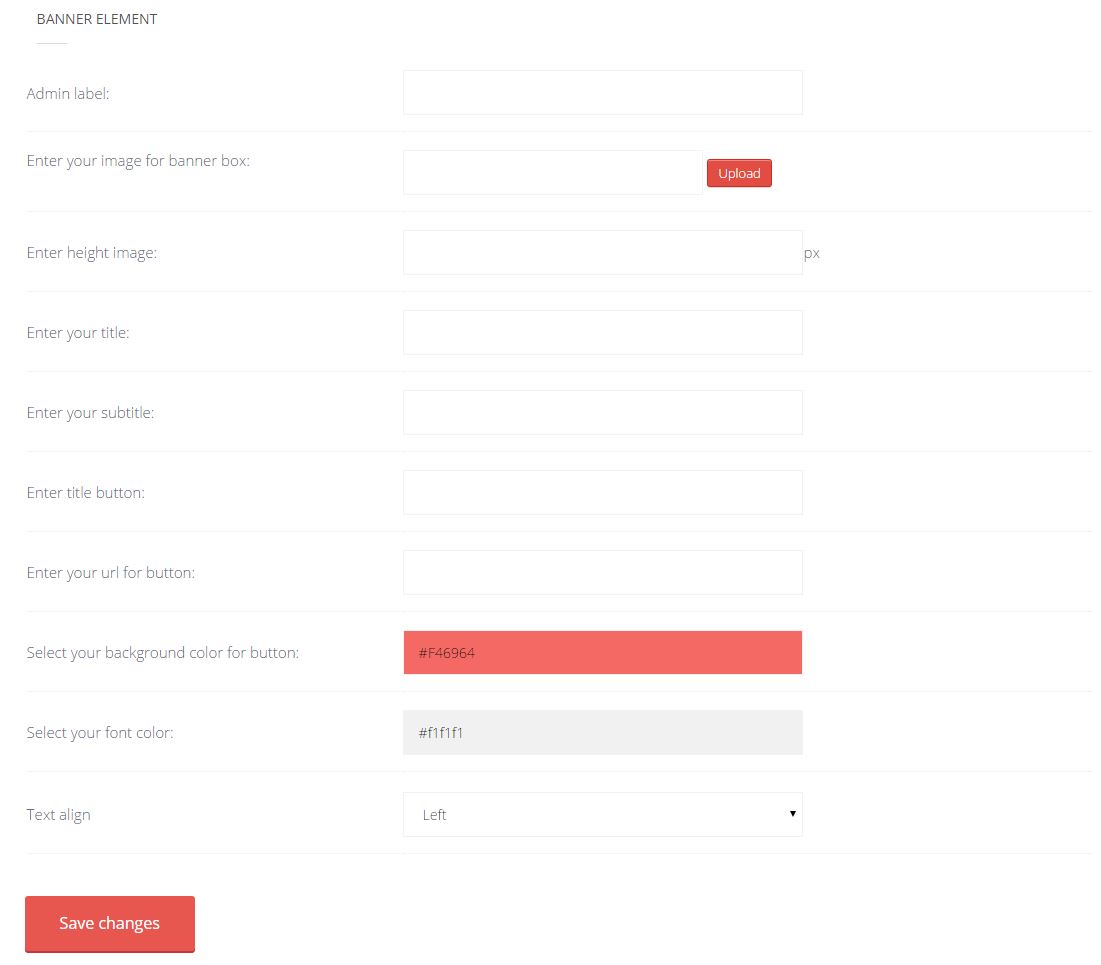 BANNER ELEMENT
Admin label:
Enter your image for banner box:
Upload
Enter height image:
px
Enter your title:
Enter your subtitle:
Enter title button:
Enter your url for button:
Select your background color for button:
#F46964
Select your font color:
#f1f1f1
Text align
Left
Save changes